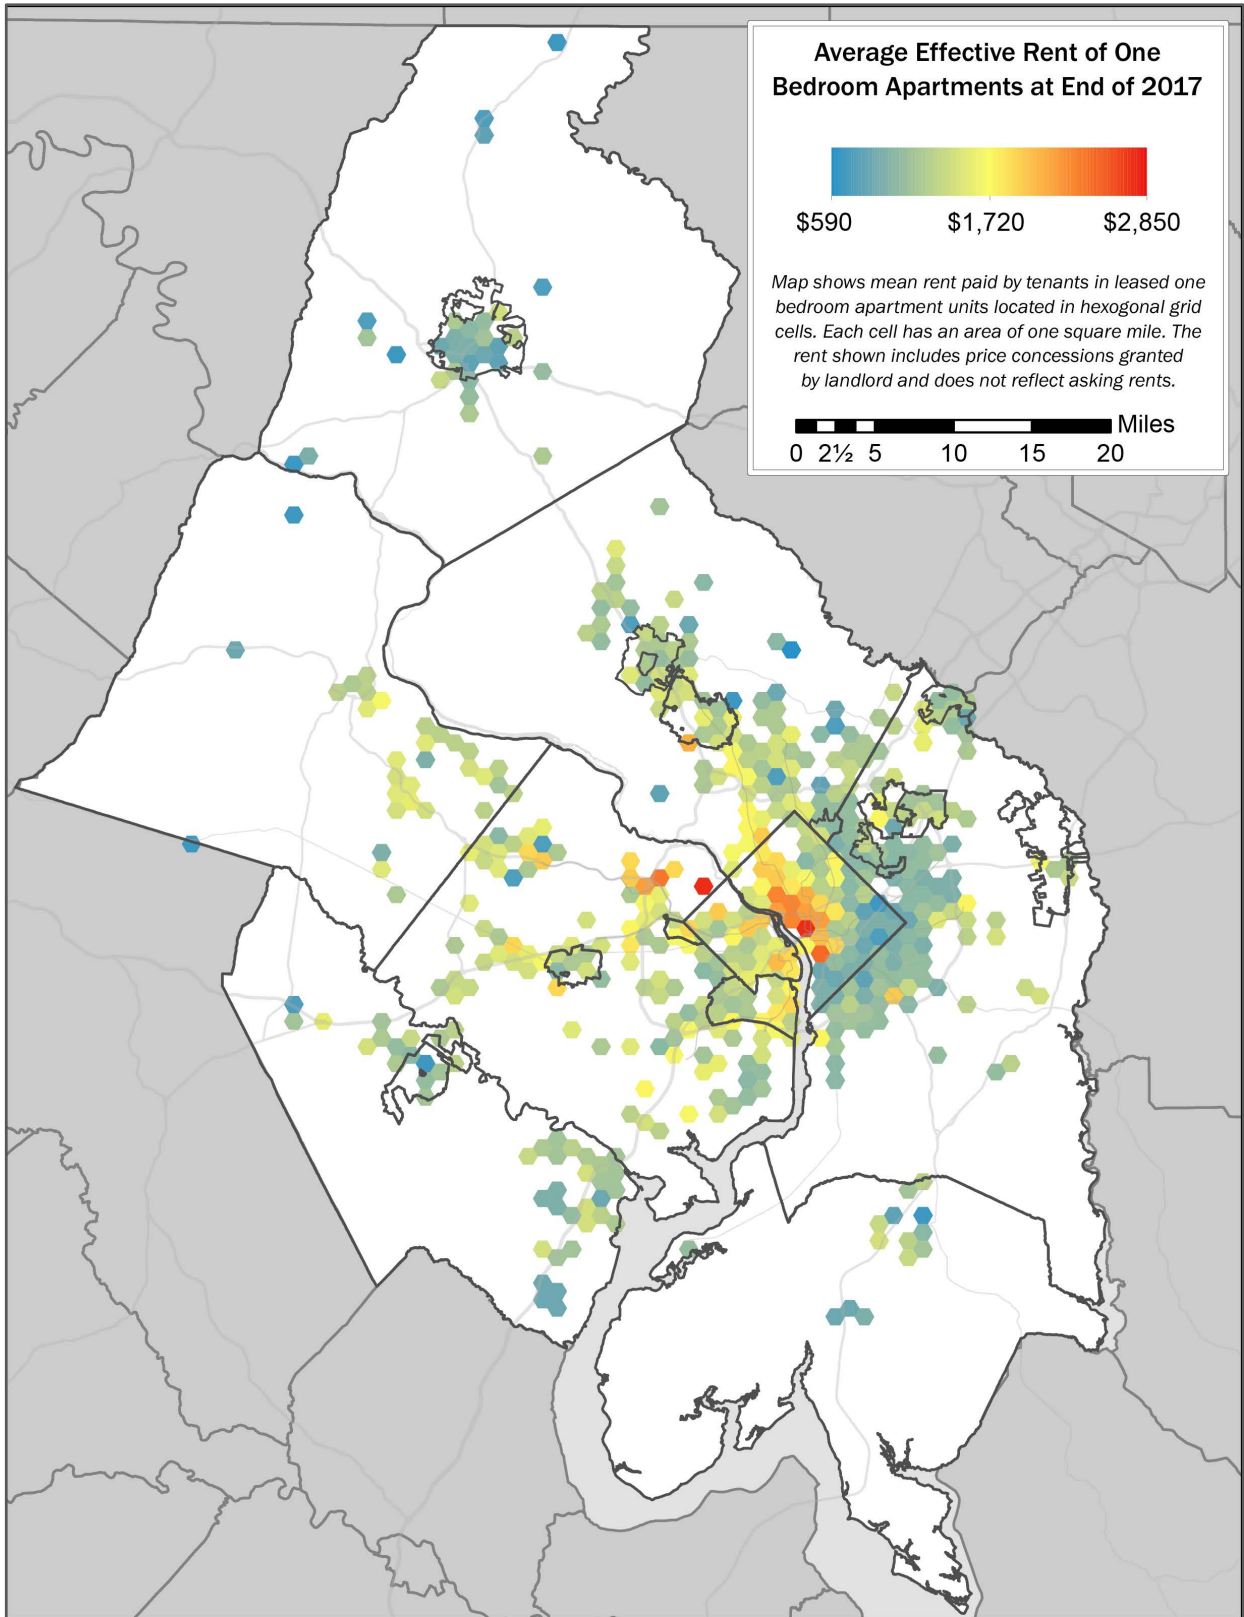 Average Effective Rent of One
Bedroom Apartments at End of 2017
$590 $1,720 $2,850
Map shows mean rent paid by tenants in leased one
bedroom apartment units located in hexogonal grid
cells. Each cell has an area of one square mile. The
rent shown includes price concessions granted
by landlord and does not reflect asking rents.
Miles
0 2½ 5 10 15 20